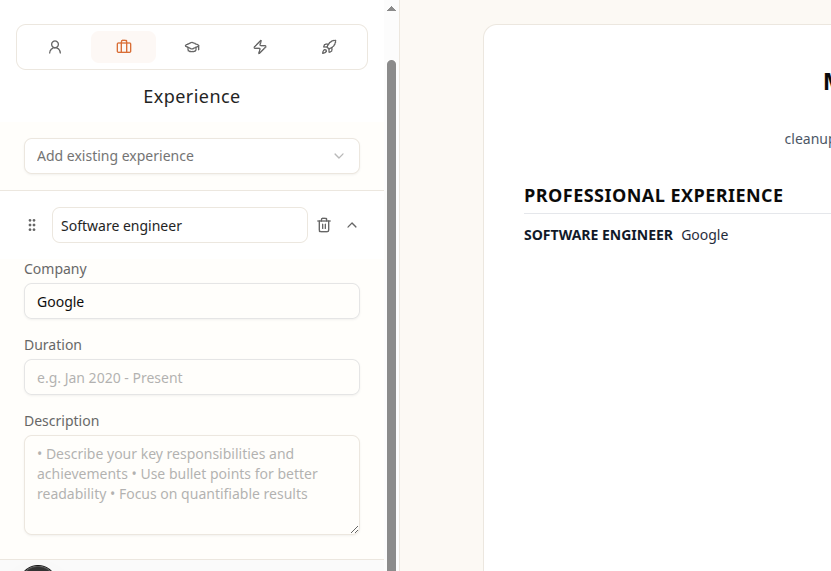 Experience
Add existing experience
Software engineer
Company
Google
Duration
e.g. Jan 2020 - Present
Description
• Describe your key responsibilities and
achievements • Use bullet points for better
readability • Focus on quantifiable results
cleanup
PROFESSIONAL EXPERIENCE
SOFTWARE ENGINEER Google